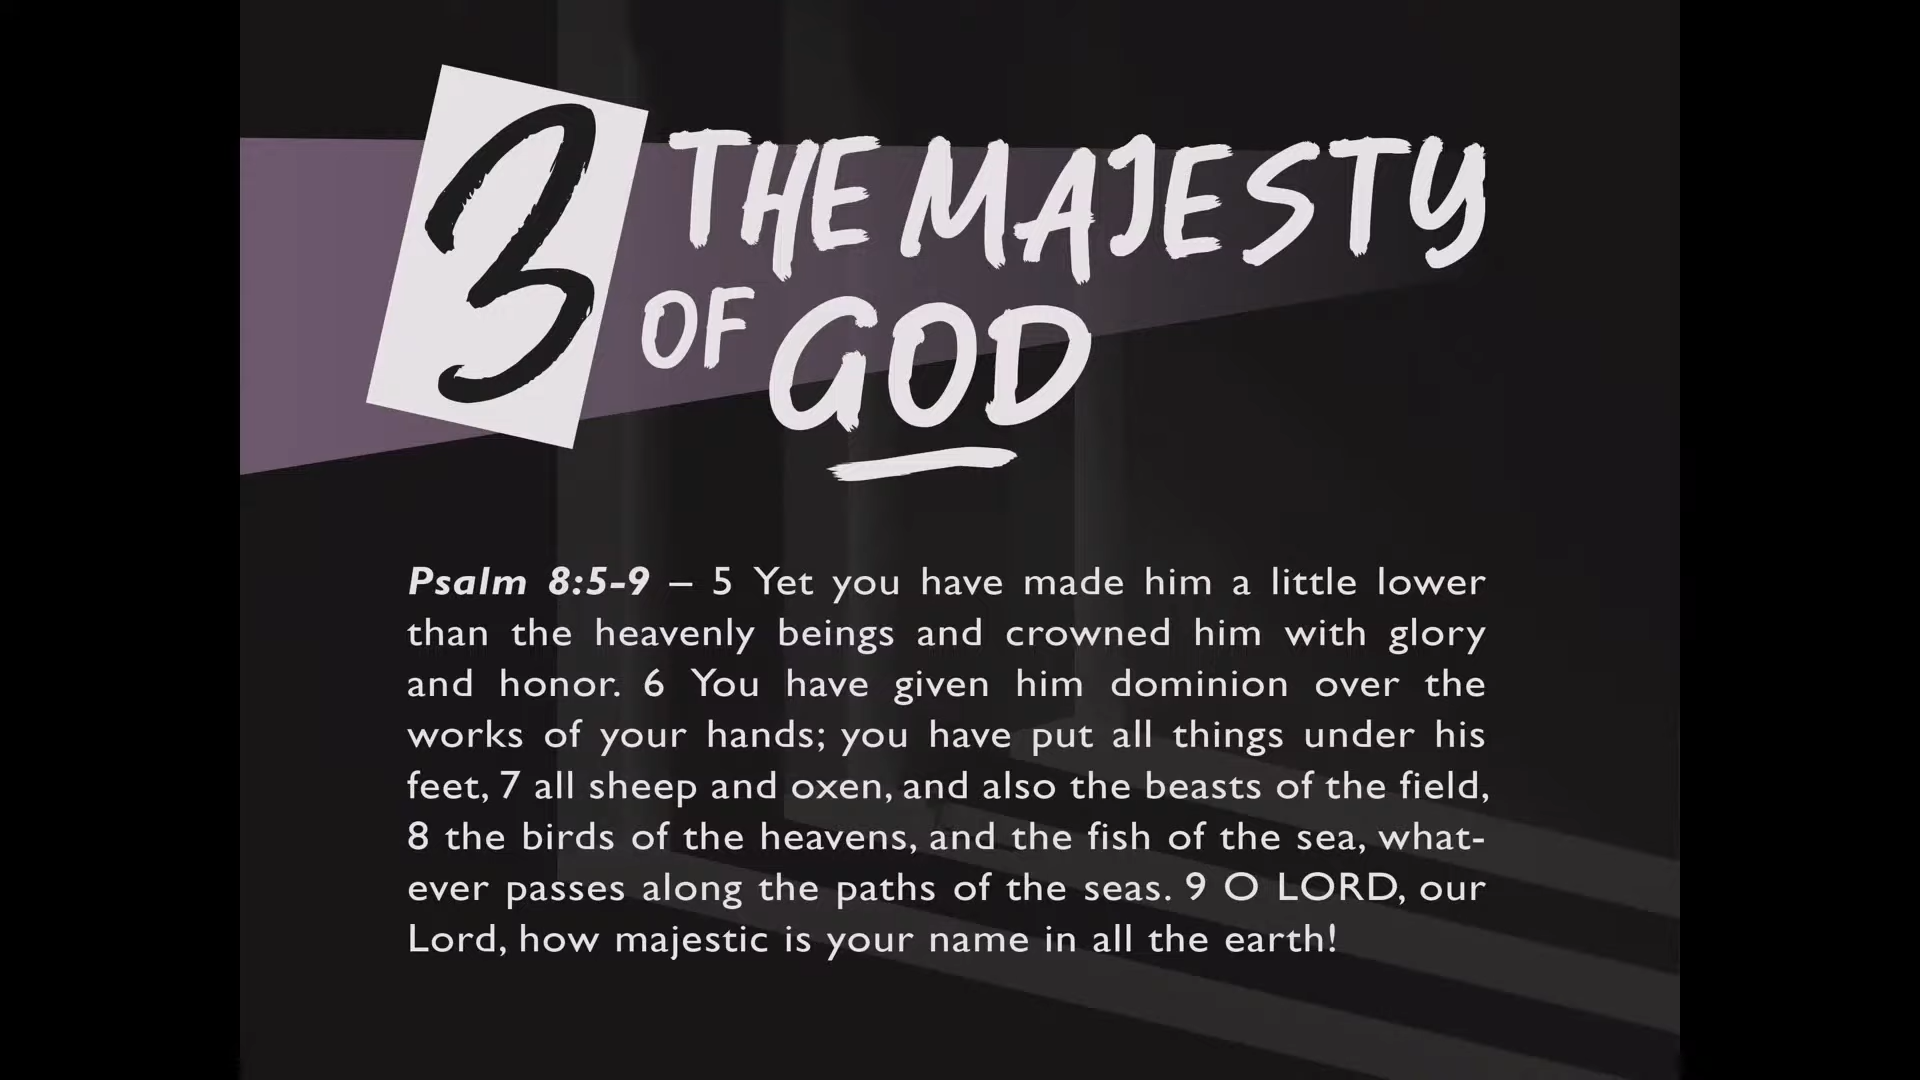 3 THE MAJESTY
OF GOD
Psalm 8:5-9 – 5 Yet you have made him a little lower
than the heavenly beings and crowned him with glory
and honor. 6 You have given him dominion over the
works of your hands; you have put all things under his
feet, 7 all sheep and oxen, and also the beasts of the field,
8 the birds of the heavens, and the fish of the sea, what-
ever passes along the paths of the seas. 9 O LORD, our
Lord, how majestic is your name in all the earth!